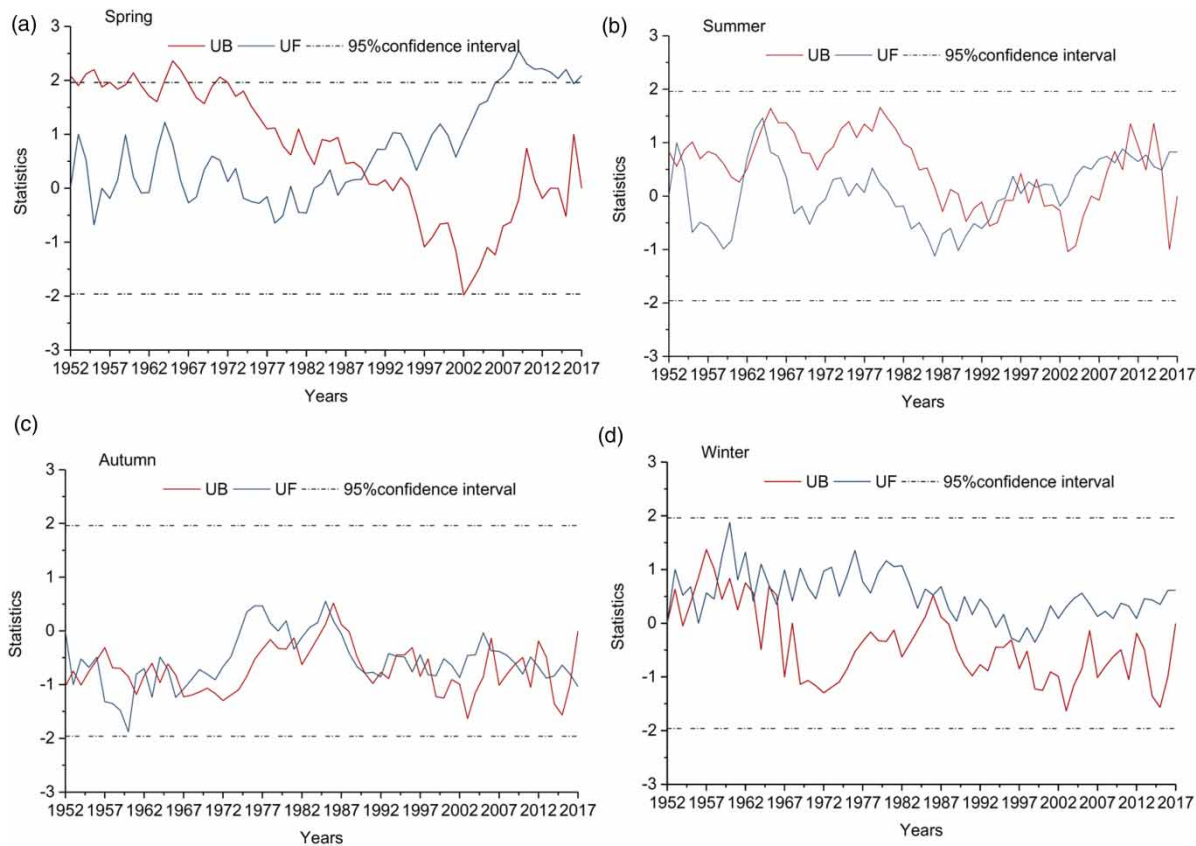 (a)
Spring
UB UF 95%confidence interval
3
2
1
0
-1
-2
-3
Statistics
1952 1957 1962 1967 1972 1977 1982 1987 1992 1997 2002 2007 2012 2017
Years
(b)
Summer
UB UF 95%confidence interval
3
2
1
0
-1
-2
-3
Statistics
1952 1957 1962 1967 1972 1977 1982 1987 1992 1997 2002 2007 2012 2017
Years
(c)
Autumn
UB UF 95%confidence interval
3
2
1
0
-1
-2
-3
Statistics
1952 1957 1962 1967 1972 1977 1982 1987 1992 1997 2002 2007 2012 2017
Years
(d)
Winter
UB UF 95%confidence interval
3
2
1
0
-1
-2
-3
Statistics
1952 1957 1962 1967 1972 1977 1982 1987 1992 1997 2002 2007 2012 2017
Years